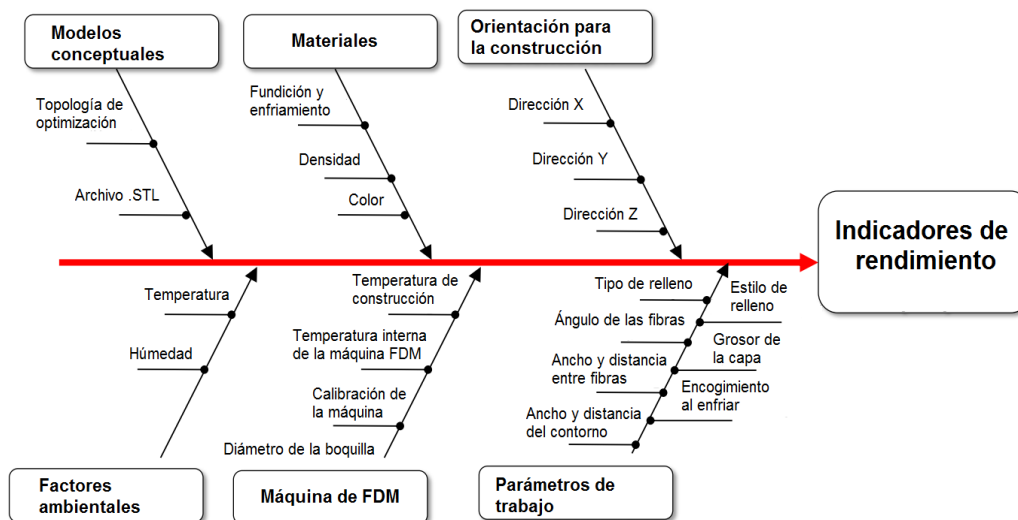 Modelos
conceptuales
Materiales
Orientación para
la construcción
Topología de
optimización
Archivo .STL
Fundición y
enfriamiento
Densidad
Color
Dirección X
Dirección Y
Dirección Z
Indicadores de
rendimiento
Temperatura
Húmedad
Temperatura de
construcción
Temperatura interna
de la máquina FDM
Calibración de
la máquina
Diámetro de la boquilla
Tipo de relleno
Ángulo de las fibras
Ancho y distancia
entre fibras
Ancho y distancia
del contorno
Estilo de
relleno
Grosor de
la capa
Encogimiento
al enfriar
Factores
ambientales
Máquina de FDM
Parámetros de
trabajo